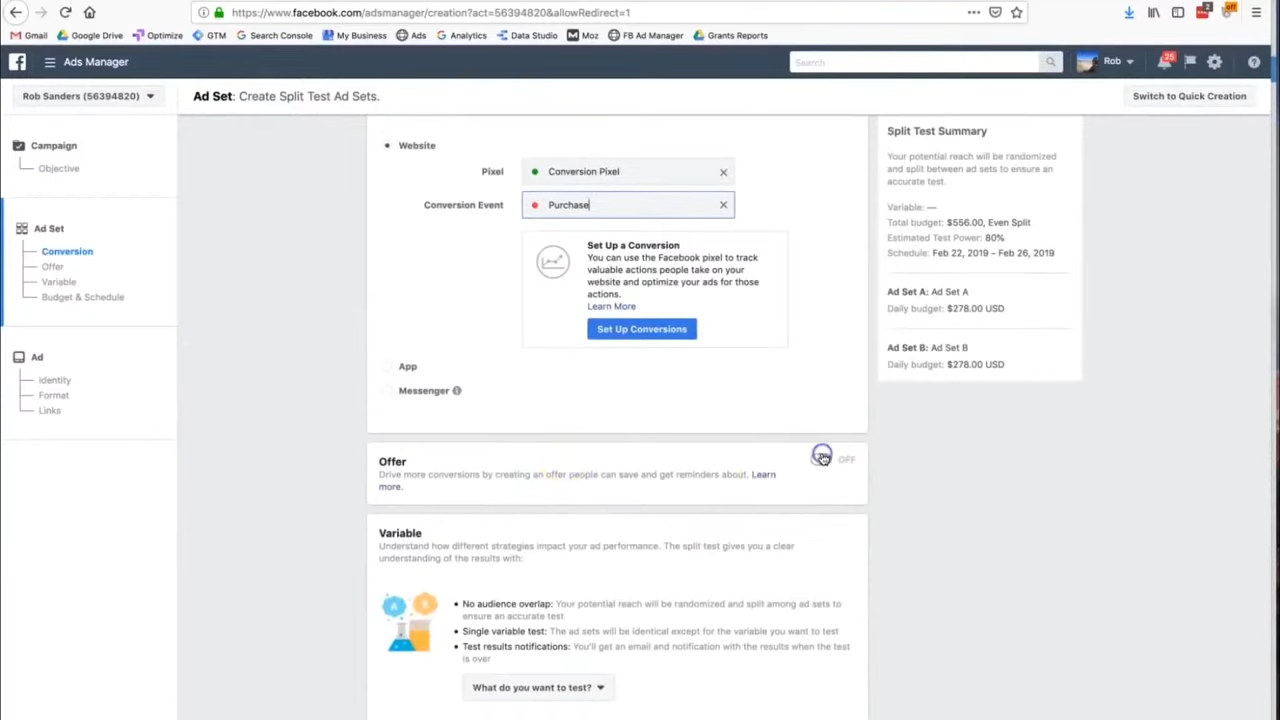 https://www.facebook.com/adsmanager/creation?act=56394820&allowRedirect=1
Gmail Google Drive Optimize GTM Search Console My Business Ads Analytics Data Studio Moz FB Ad Manager Grants Reports
Ads Manager Search Rob 25
Rob Sanders (56394820) Ad Set: Create Split Test Ad Sets. Switch to Quick Creation
Campaign
Objective
Ad Set
Conversion
Offer
Variable
Budget & Schedule
Ad
Identity
Format
Links
Website
Pixel Conversion Pixel
Conversion Event Purchase
Set Up a Conversion
You can use the Facebook pixel to track
valuable actions people take on your
website and optimize your ads for those
actions.
Learn More
Set Up Conversions
App
Messenger
Offer OFF
Drive more conversions by creating an offer people can save and get reminders about. Learn
more.
Variable
Understand how different strategies impact your ad performance. The split test gives you a clear
understanding of the results with:
A B
• No audience overlap: Your potential reach will be randomized and split among ad sets to
ensure an accurate test
• Single variable test: The ad sets will be identical except for the variable you want to test
• Test results notifications: You'll get an email and notification with the results when the test
is over
What do you want to test?
Split Test Summary
Your potential reach will be randomized
and split between ad sets to ensure an
accurate test.
Variable: —
Total budget: $556.00, Even Split
Estimated Test Power: 80%
Schedule: Feb 22, 2019 – Feb 26, 2019
Ad Set A: Ad Set A
Daily budget: $278.00 USD
Ad Set B: Ad Set B
Daily budget: $278.00 USD